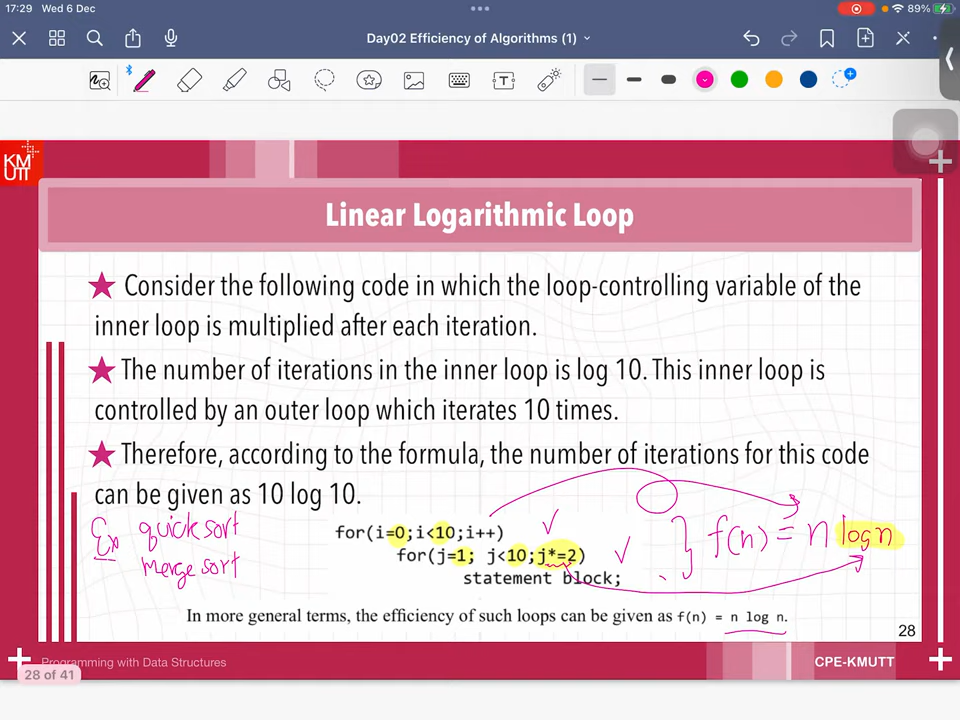 17:29 Wed 6 Dec
89%
Day02 Efficiency of Algorithms (1)
KM
UTT
Linear Logarithmic Loop
Consider the following code in which the loop-controlling variable of the
inner loop is multiplied after each iteration.
The number of iterations in the inner loop is log 10. This inner loop is
controlled by an outer loop which iterates 10 times.
Therefore, according to the formula, the number of iterations for this code
can be given as 10 log 10.
Ex quick sort
merge sort
for(i=0;i<10;i++)
for(j=1; j<10;j*=2)
statement block;
f(n) = n log n
In more general terms, the efficiency of such loops can be given as f(n) = n log n.
28
Programming with Data Structures
CPE-KMUTT
28 of 41